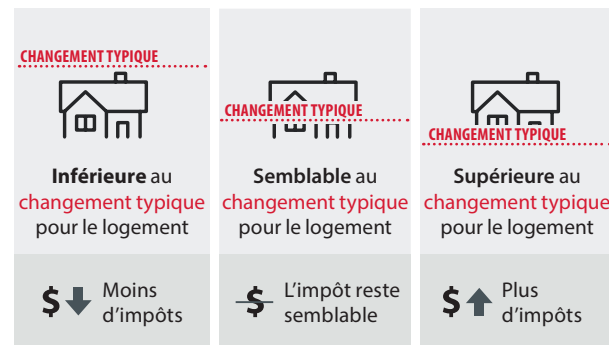 CHANGEMENT TYPIQUE
Inférieure au
changement typique
pour le logement
$ Moins
d'impôts
CHANGEMENT TYPIQUE
Semblable au
changement typique
pour le logement
$ L'impôt reste
semblable
CHANGEMENT TYPIQUE
Supérieure au
changement typique
pour le logement
$ Plus
d'impôts